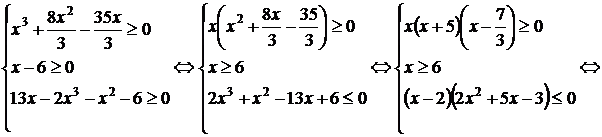 { x³ + 8x²/3 − 35x/3 ≥ 0 ⇔ { x(x² + 8x/3 − 35/3) ≥ 0 ⇔ { x(x + 5)(x − 7/3) ≥ 0 ⇔
x − 6 ≥ 0 x ≥ 6 x ≥ 6
13x − 2x³ − x² − 6 ≥ 0 2x³ + x² − 13x + 6 ≤ 0 (x − 2)(2x² + 5x − 3) ≤ 0